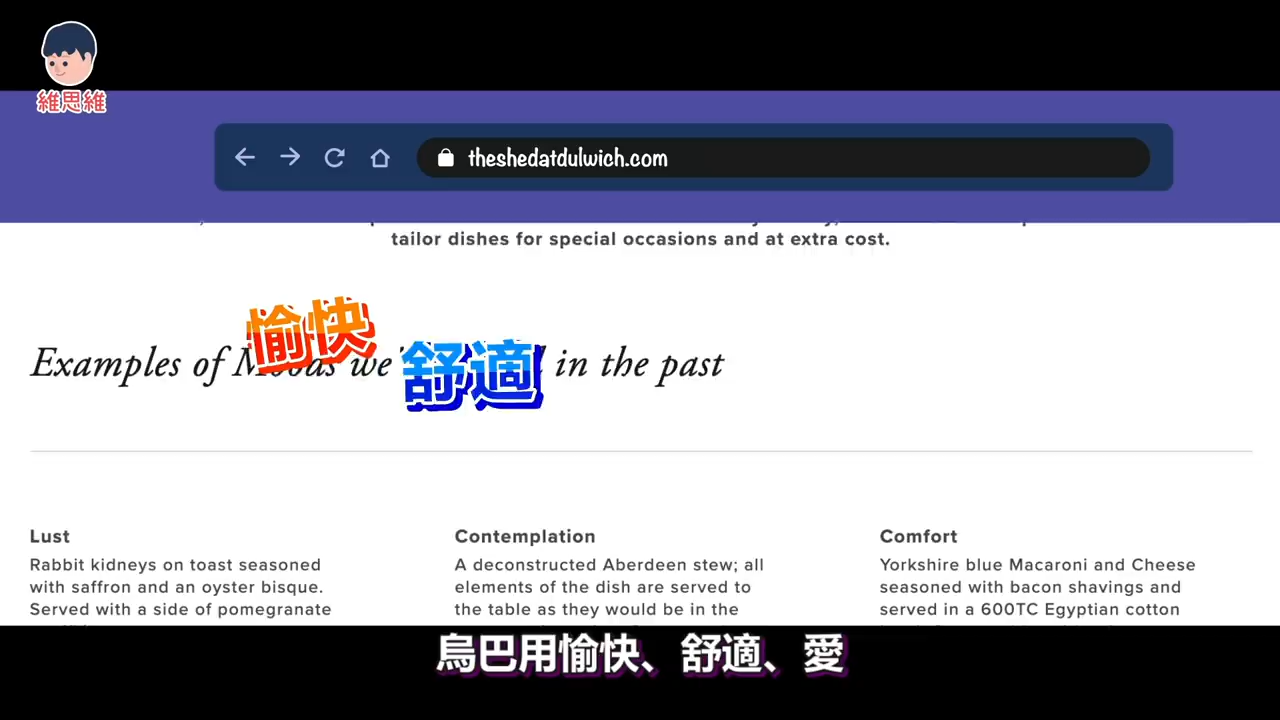 維思維
theshedatdulwich.com
tailor dishes for special occasions and at extra cost.
愉快
舒適
Examples of Moods we' in the past
Lust
Rabbit kidneys on toast seasoned
with saffron and an oyster bisque.
Served with a side of pomegranate
Contemplation
A deconstructed Aberdeen stew; all
elements of the dish are served to
the table as they would be in the
Comfort
Yorkshire blue Macaroni and Cheese
seasoned with bacon shavings and
served in a 600TC Egyptian cotton
烏巴用愉快、舒適、愛